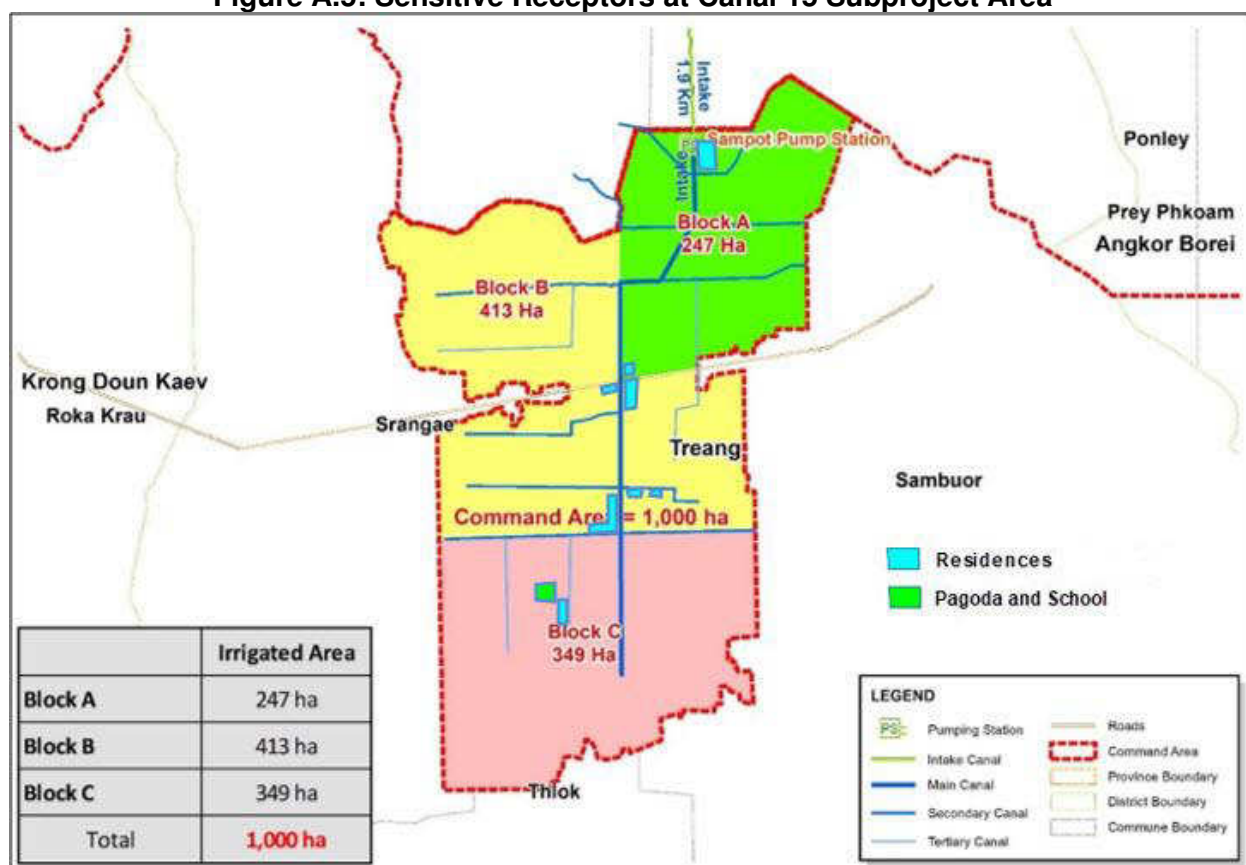 Figure A.5: Sensitive Receptors at Canal 15 Subproject Area
Intake
1.9 Km
Sampot Pump Station
Intake
Block A
247 Ha
Ponley
Prey Phkoam
Angkor Borei
Block B
413 Ha
Krong Doun Kaev
Roka Krau
Srangae
Treang
Sambuor
Command Area = 1,000 ha
Residences
Pagoda and School
Block C
349 Ha
Thlok
Irrigated Area
Block A 247 ha
Block B 413 ha
Block C 349 ha
Total 1,000 ha
LEGEND
PS Pumping Station
Intake Canal
Main Canal
Secondary Canal
Tertiary Canal
Roads
Command Area
Province Boundary
District Boundary
Commune Boundary